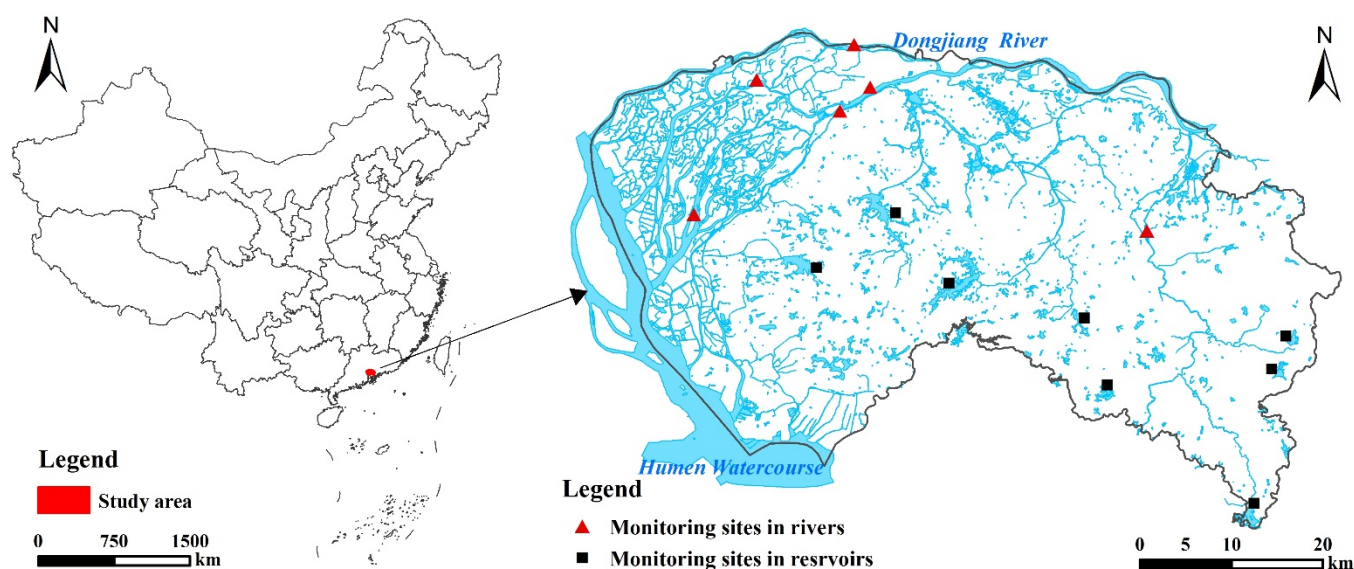 N
Legend
Study area
0 750 1500
km
Dongjiang River
N
Humen Watercourse
Legend
Monitoring sites in rivers
Monitoring sites in resrvoirs
0 5 10 20
km